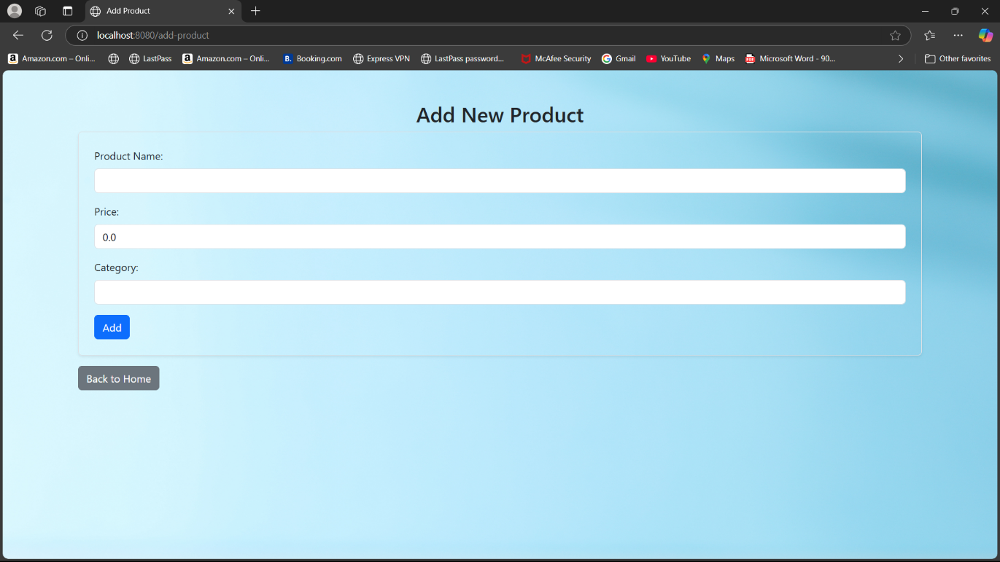 Add Product
localhost:8080/add-product
Amazon.com – Onli... LastPass Amazon.com – Onli... B. Booking.com Express VPN LastPass password... McAfee Security Gmail YouTube Maps PDF Microsoft Word - 90... Other favorites
Add New Product
Product Name:
Price:
0.0
Category:
Add
Back to Home